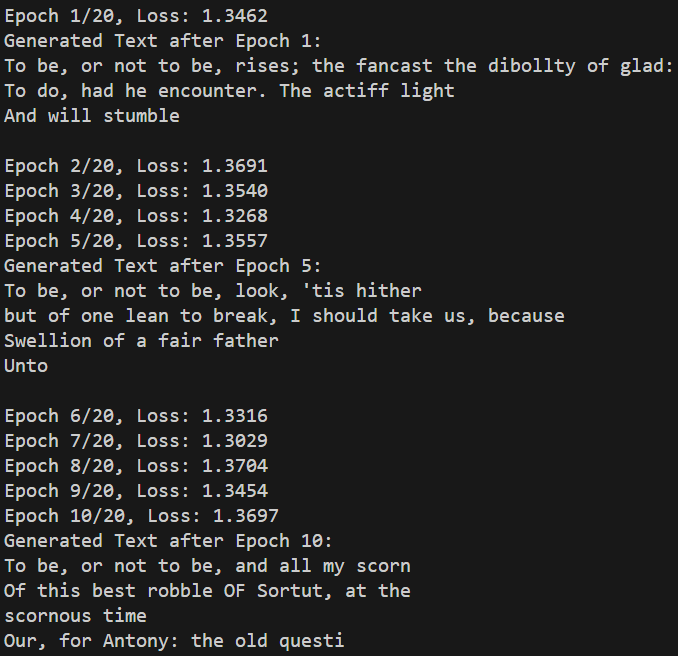 Epoch 1/20, Loss: 1.3462
Generated Text after Epoch 1:
To be, or not to be, rises; the fancast the dibollty of glad:
To do, had he encounter. The actiff light
And will stumble
Epoch 2/20, Loss: 1.3691
Epoch 3/20, Loss: 1.3540
Epoch 4/20, Loss: 1.3268
Epoch 5/20, Loss: 1.3557
Generated Text after Epoch 5:
To be, or not to be, look, 'tis hither
but of one lean to break, I should take us, because
Swellion of a fair father
Unto
Epoch 6/20, Loss: 1.3316
Epoch 7/20, Loss: 1.3029
Epoch 8/20, Loss: 1.3704
Epoch 9/20, Loss: 1.3454
Epoch 10/20, Loss: 1.3697
Generated Text after Epoch 10:
To be, or not to be, and all my scorn
Of this best robble OF Sortut, at the
scornous time
Our, for Antony: the old questi